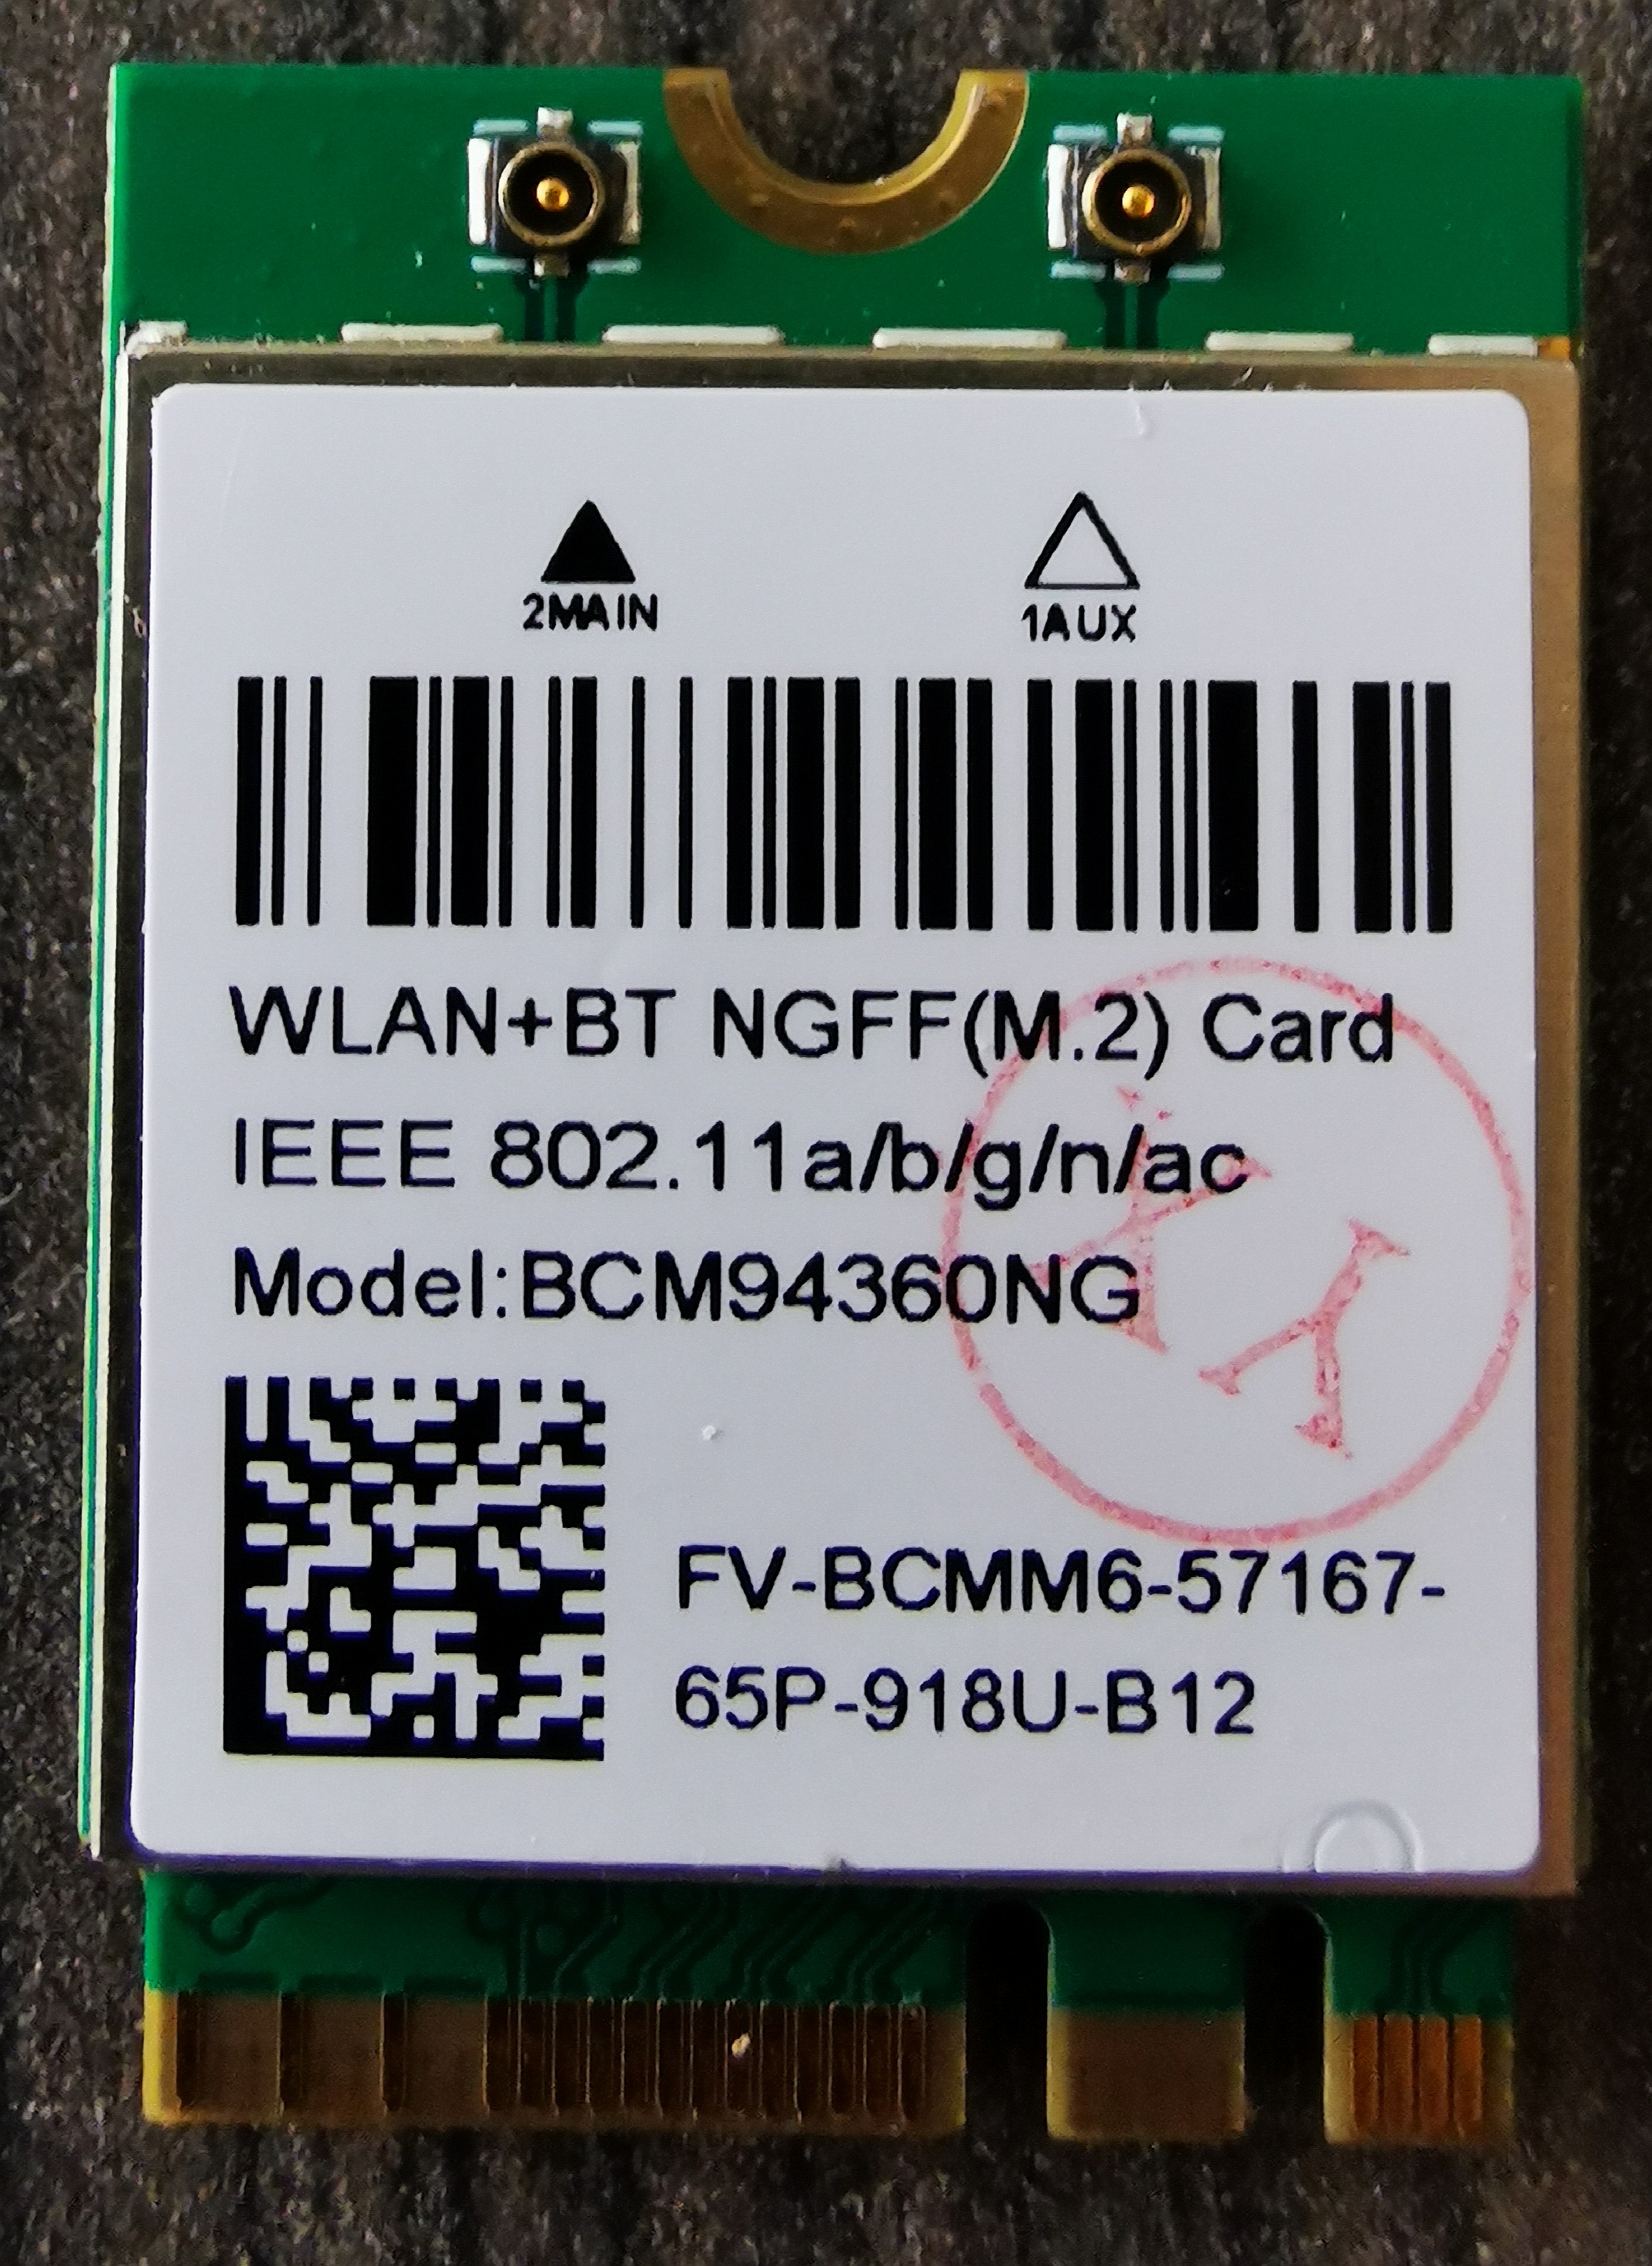 2MAIN 1AUX
WLAN+BT NGFF(M.2) Card
IEEE 802.11a/b/g/n/ac
Model:BCM94360NG
FV-BCMM6-57167-
65P-918U-B12